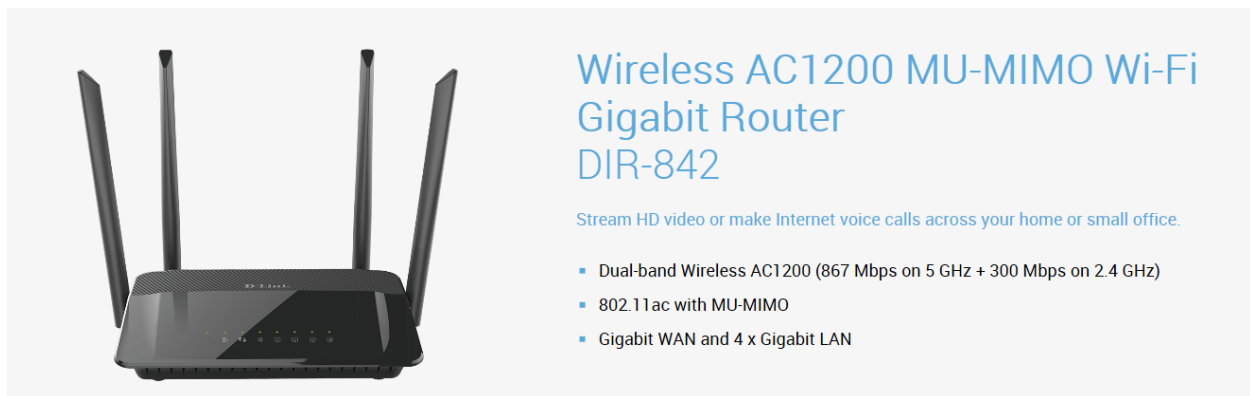 Wireless AC1200 MU-MIMO Wi-Fi
Gigabit Router
DIR-842
Stream HD video or make Internet voice calls across your home or small office.
Dual-band Wireless AC1200 (867 Mbps on 5 GHz + 300 Mbps on 2.4 GHz)
802.11ac with MU-MIMO
Gigabit WAN and 4 x Gigabit LAN
D-Link